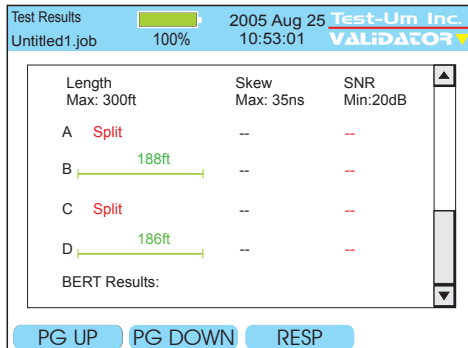 Test Results 2005 Aug 25 Test-Um Inc.
Untitled1.job 100% 10:53:01 VALiDATOR
Length Skew SNR
Max: 300ft Max: 35ns Min:20dB
A Split -- --
B 188ft -- --
C Split -- --
D 186ft -- --
BERT Results:
PG UP PG DOWN RESP